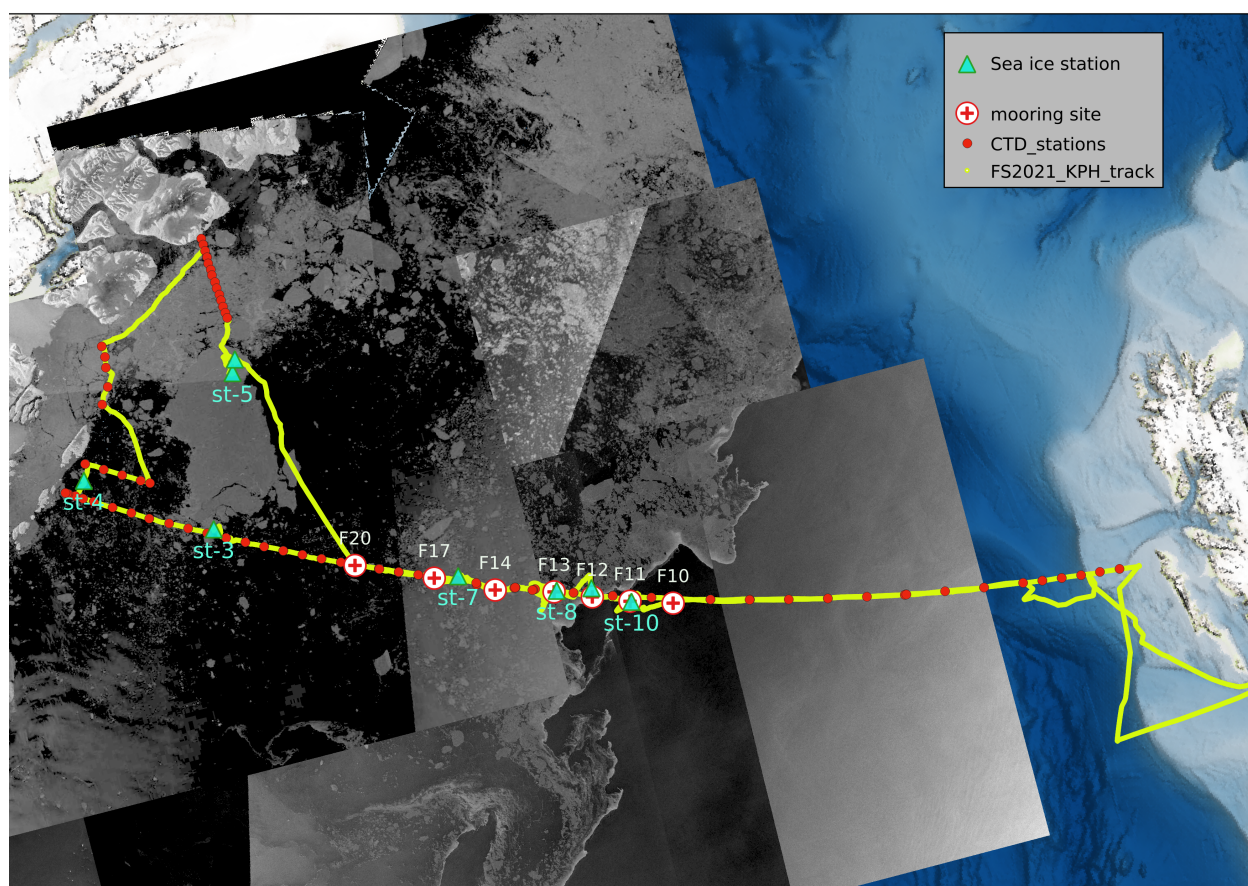 Sea ice station
mooring site
CTD_stations
FS2021_KPH_track
st-5
st-4
st-3
F20
F17
F14
F13
F12
F11
F10
st-7
st-8
st-10